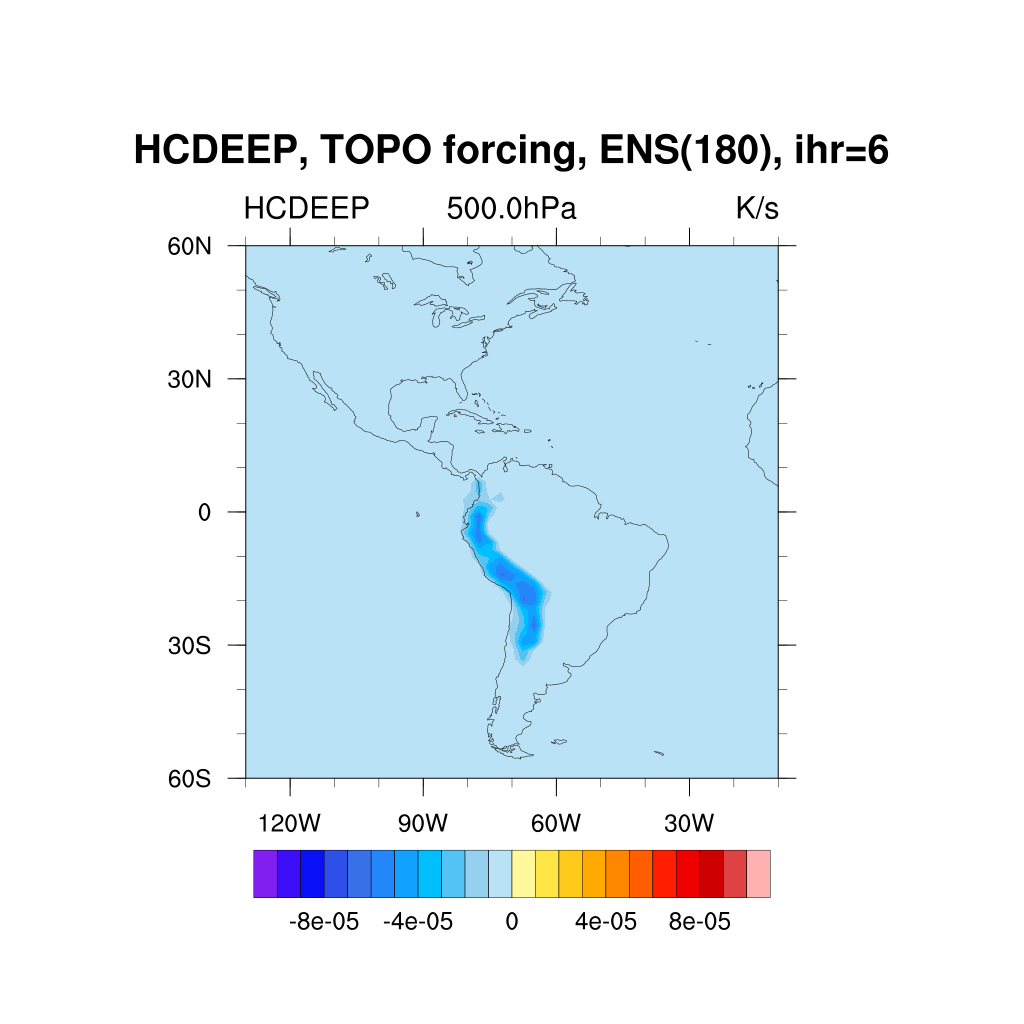 HCDEEP, TOPO forcing, ENS(180), ihr=6
HCDEEP 500.0hPa K/s
60N
30N
0
30S
60S
120W 90W 60W 30W
-8e-05 -4e-05 0 4e-05 8e-05